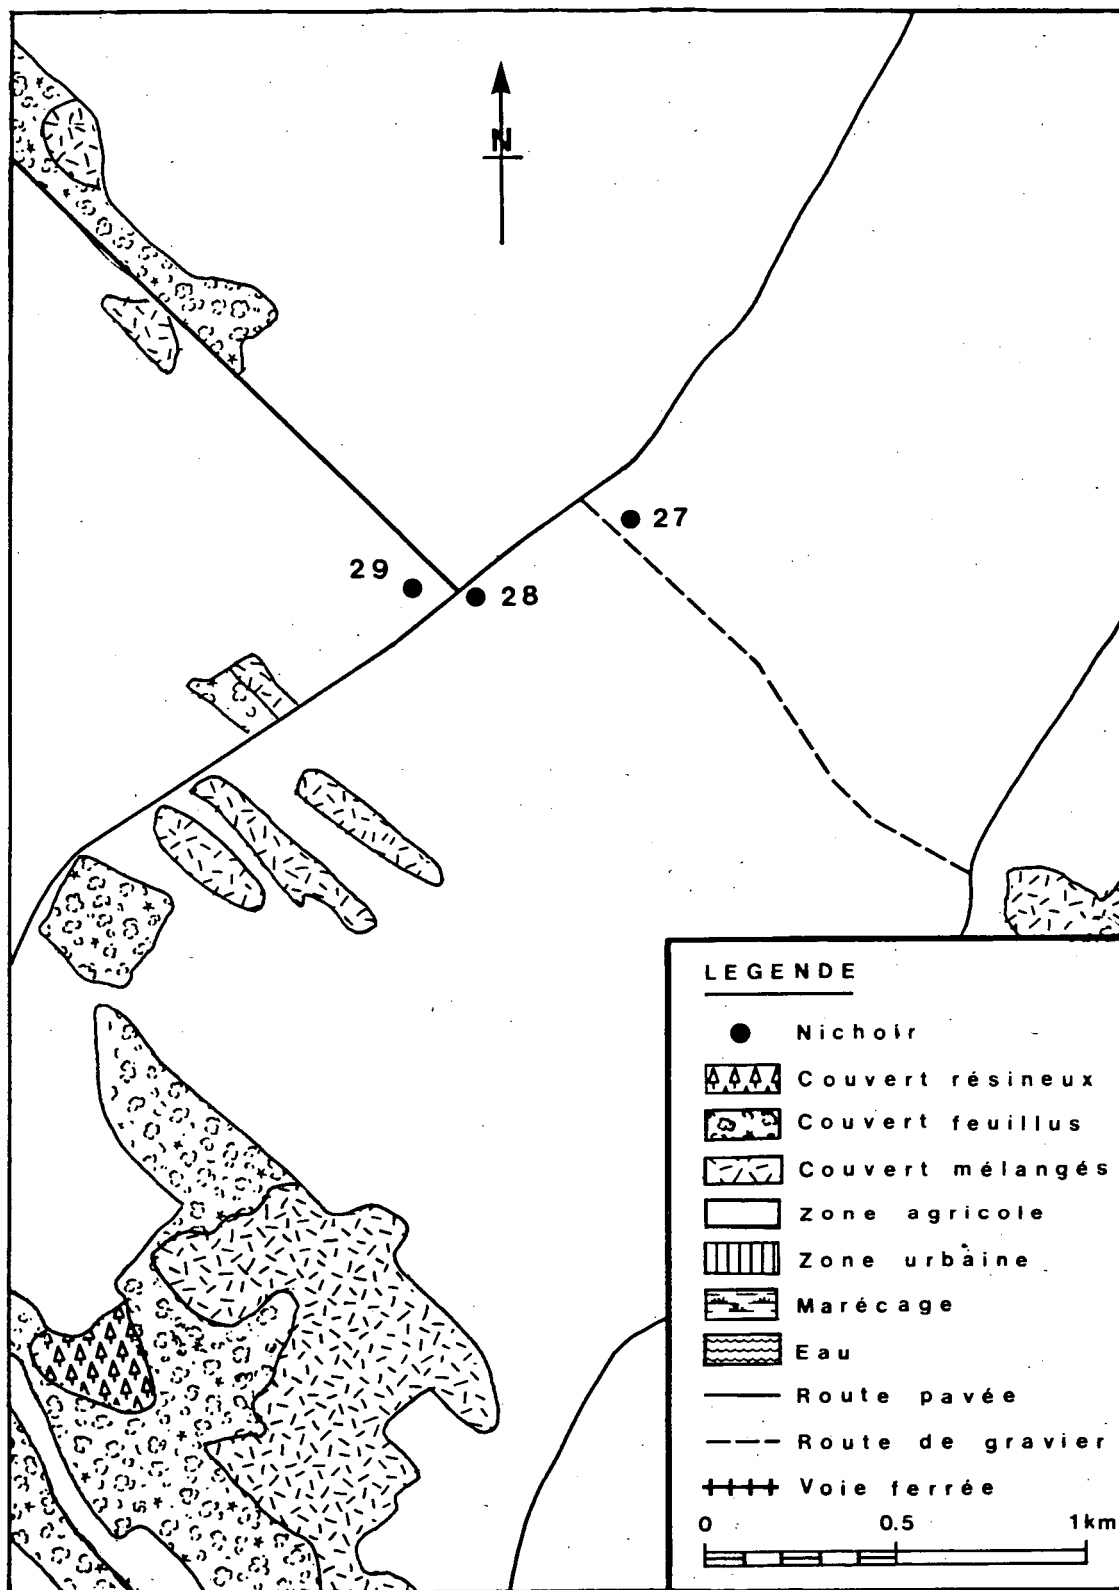 N
27
29
28
LEGENDE
Nichoir
Couvert résineux
Couvert feuillus
Couvert mélangés
Zone agricole
Zone urbaine
Marécage
Eau
Route pavée
Route de gravier
Voie ferrée
0 0.5 1km